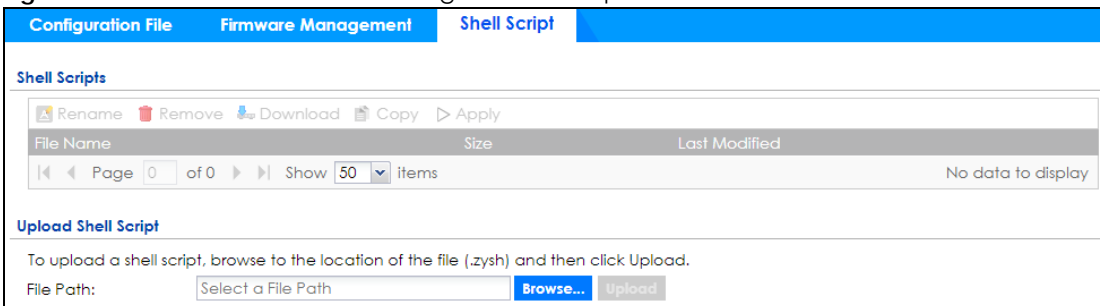 Configuration File Firmware Management Shell Script
Shell Scripts
Rename Remove Download Copy Apply
File Name Size Last Modified
Page 0 of 0 Show 50 items No data to display
Upload Shell Script
To upload a shell script, browse to the location of the file (.zysh) and then click Upload.
File Path: Select a File Path Browse... Upload